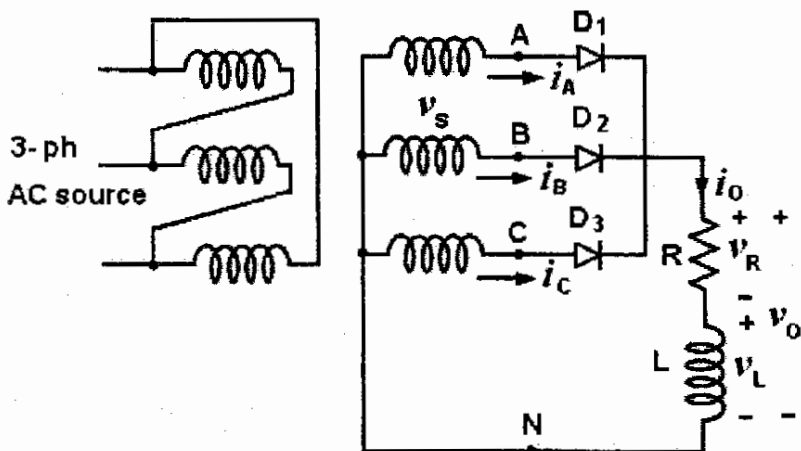 3-ph
AC source
A
D1
iA
vs
B
D2
iB
C
D3
iC
iO
+ +
R
vR
-
+
vO
L
vL
- -
N